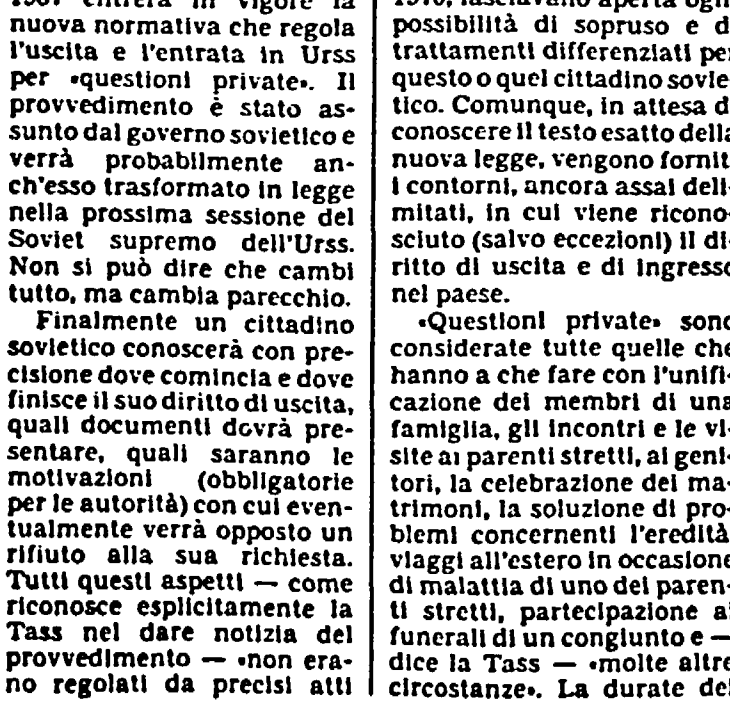 1987 entrerà in vigore la
nuova normativa che regola
l'uscita e l'entrata in Urss
per «questioni private». Il
provvedimento è stato as-
sunto dal governo sovietico e
verrà probabilmente an-
ch'esso trasformato in legge
nella prossima sessione del
Soviet supremo dell'Urss.
Non si può dire che cambi
tutto, ma cambia parecchio.
Finalmente un cittadino
sovietico conoscerà con pre-
cisione dove comincia e dove
finisce il suo diritto di uscita,
quali documenti dovrà pre-
sentare, quali saranno le
motivazioni (obbligatorie
per le autorità) con cui even-
tualmente verrà opposto un
rifiuto alla sua richiesta.
Tutti questi aspetti — come
riconosce esplicitamente la
Tass nel dare notizia del
provvedimento — «non era-
no regolati da precisi atti
1970, lasciavano aperta ogn
possibilità di sopruso e d
trattamenti differenziati per
questo o quel cittadino sovie-
tico. Comunque, in attesa d
conoscere il testo esatto della
nuova legge, vengono fornit
i contorni, ancora assai deli-
mitati, in cui viene ricono-
sciuto (salvo eccezioni) il di-
ritto di uscita e di ingresso
nel paese.
«Questioni private» sono
considerate tutte quelle che
hanno a che fare con l'unifi-
cazione dei membri di una
famiglia, gli incontri e le vi-
site ai parenti stretti, ai geni-
tori, la celebrazione dei ma-
trimoni, la soluzione di pro-
blemi concernenti l'eredità
viaggi all'estero in occasione
di malattia di uno dei paren-
ti stretti, partecipazione ai
funerali di un congiunto e —
dice la Tass — «molte altre
circostanze». La durate dei